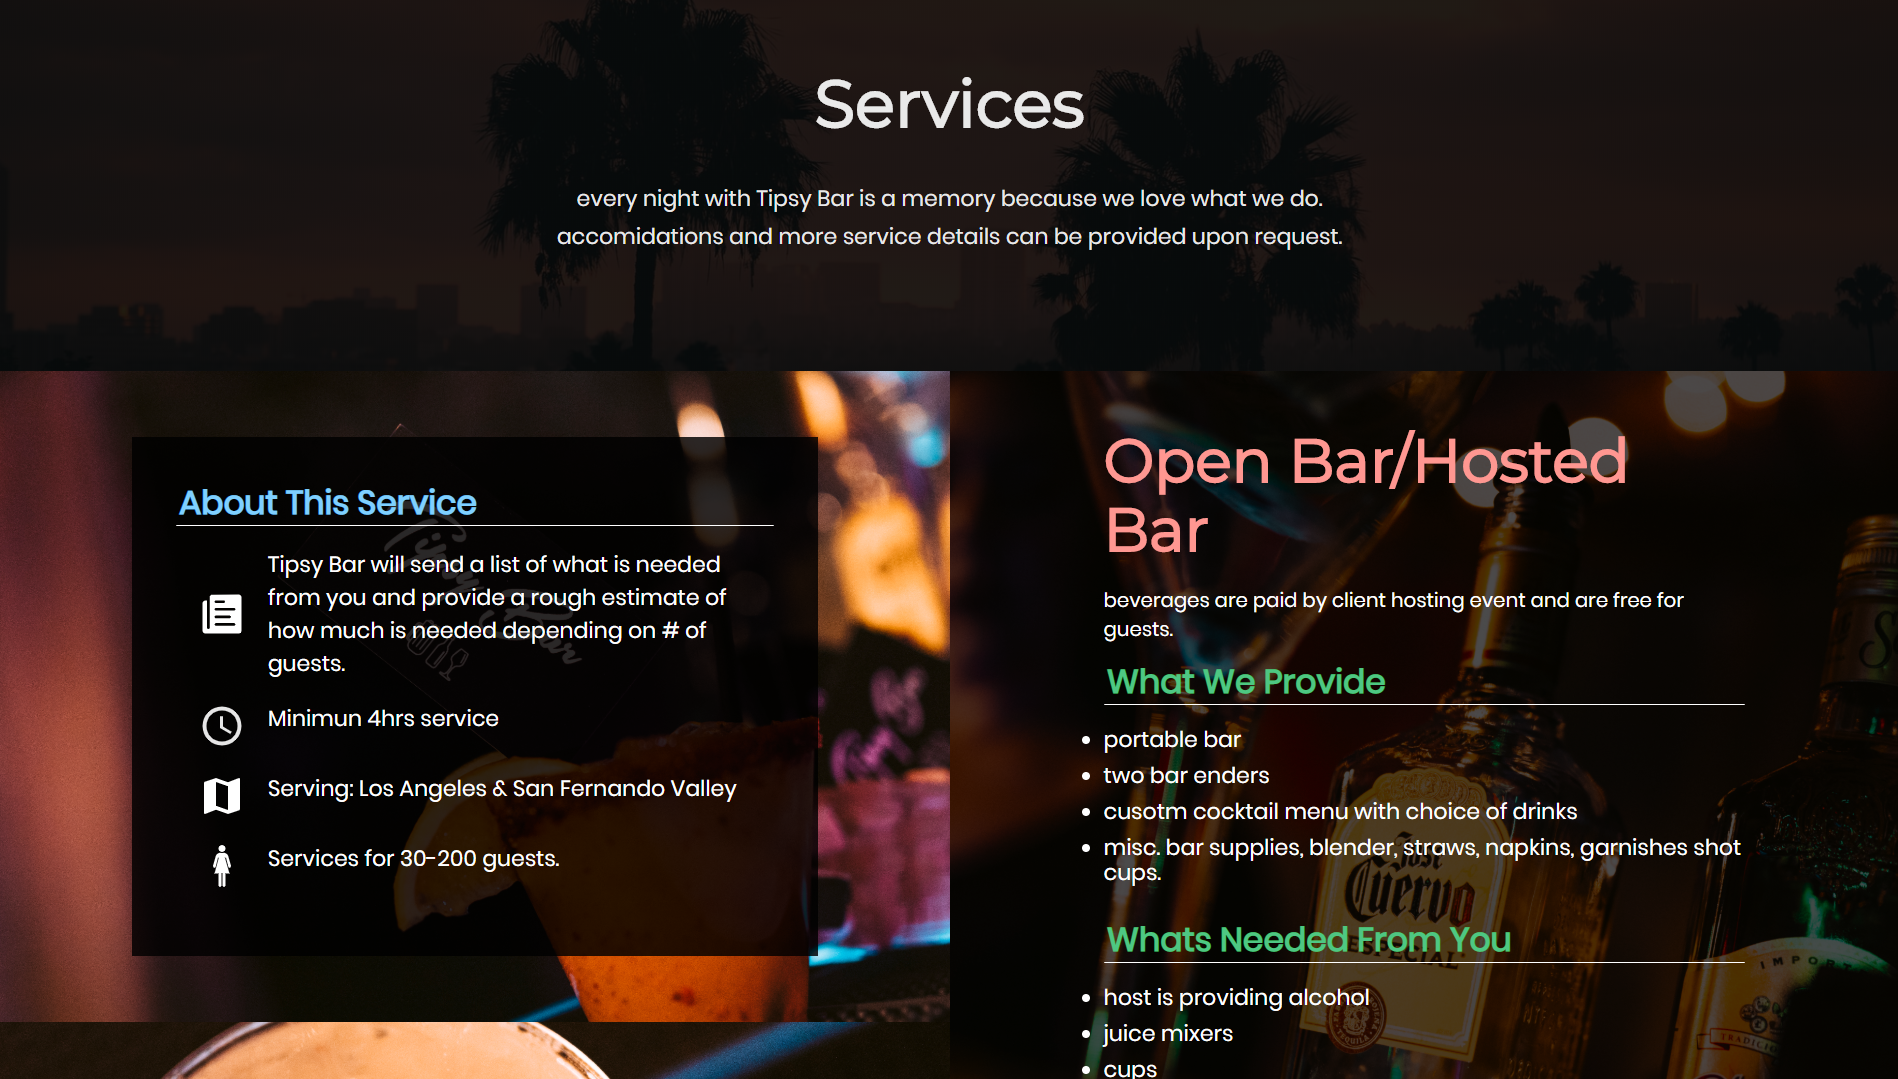 Services
every night with Tipsy Bar is a memory because we love what we do.
accomidations and more service details can be provided upon request.
About This Service
Tipsy Bar will send a list of what is needed
from you and provide a rough estimate of
how much is needed depending on # of
guests.
Minimun 4hrs service
Serving: Los Angeles & San Fernando Valley
Services for 30-200 guests.
Tipsy Bar
Open Bar/Hosted
Bar
beverages are paid by client hosting event and are free for
guests.
What We Provide
portable bar
two bar enders
cusotm cocktail menu with choice of drinks
misc. bar supplies, blender, straws, napkins, garnishes shot
cups.
Whats Needed From You
host is providing alcohol
juice mixers
cups
Jose
Cuervo
ESPECIAL